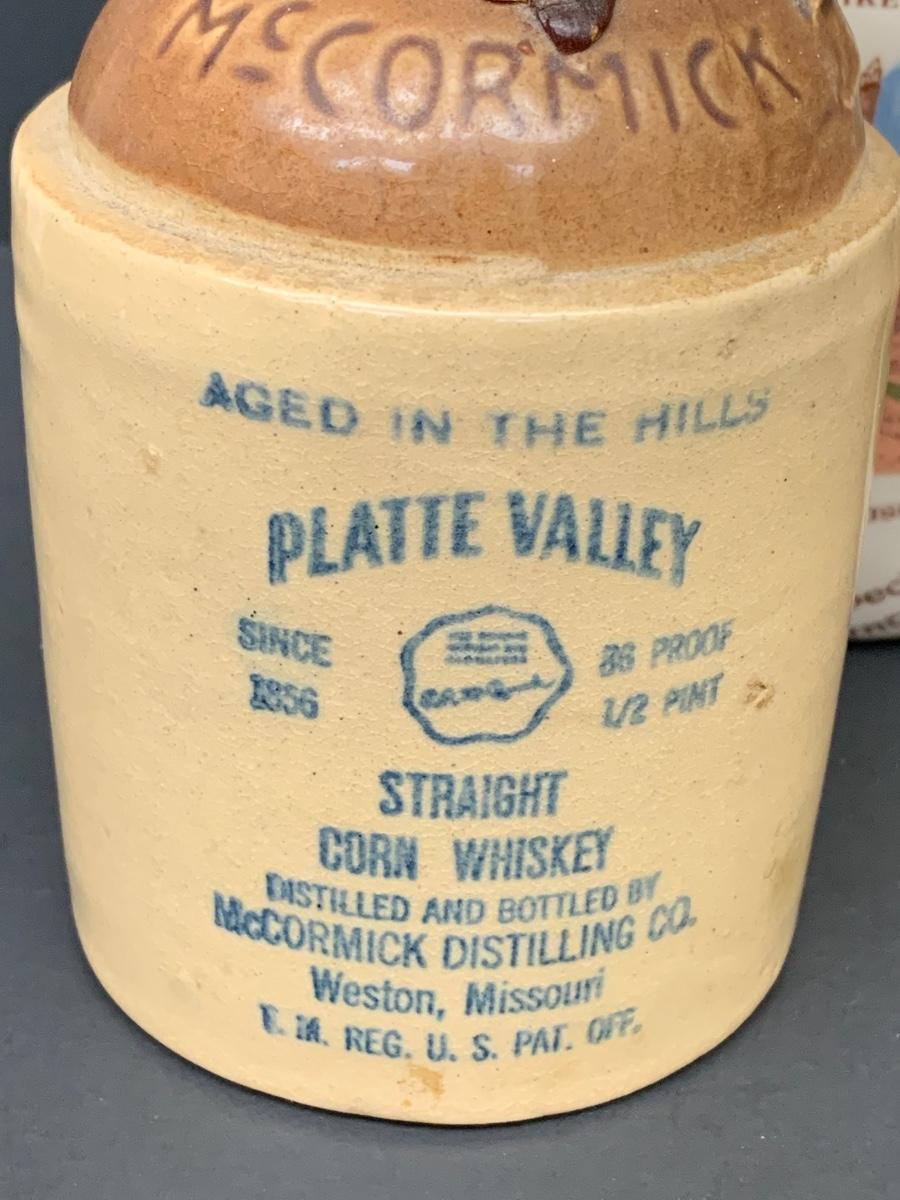 McCORMICK
AGED IN THE HILLS
PLATTE VALLEY
SINCE
1856
86 PROOF
1/2 PINT
STRAIGHT
CORN WHISKEY
DISTILLED AND BOTTLED BY
McCORMICK DISTILLING CO.
Weston, Missouri
T. M. REG. U. S. PAT. OFF.